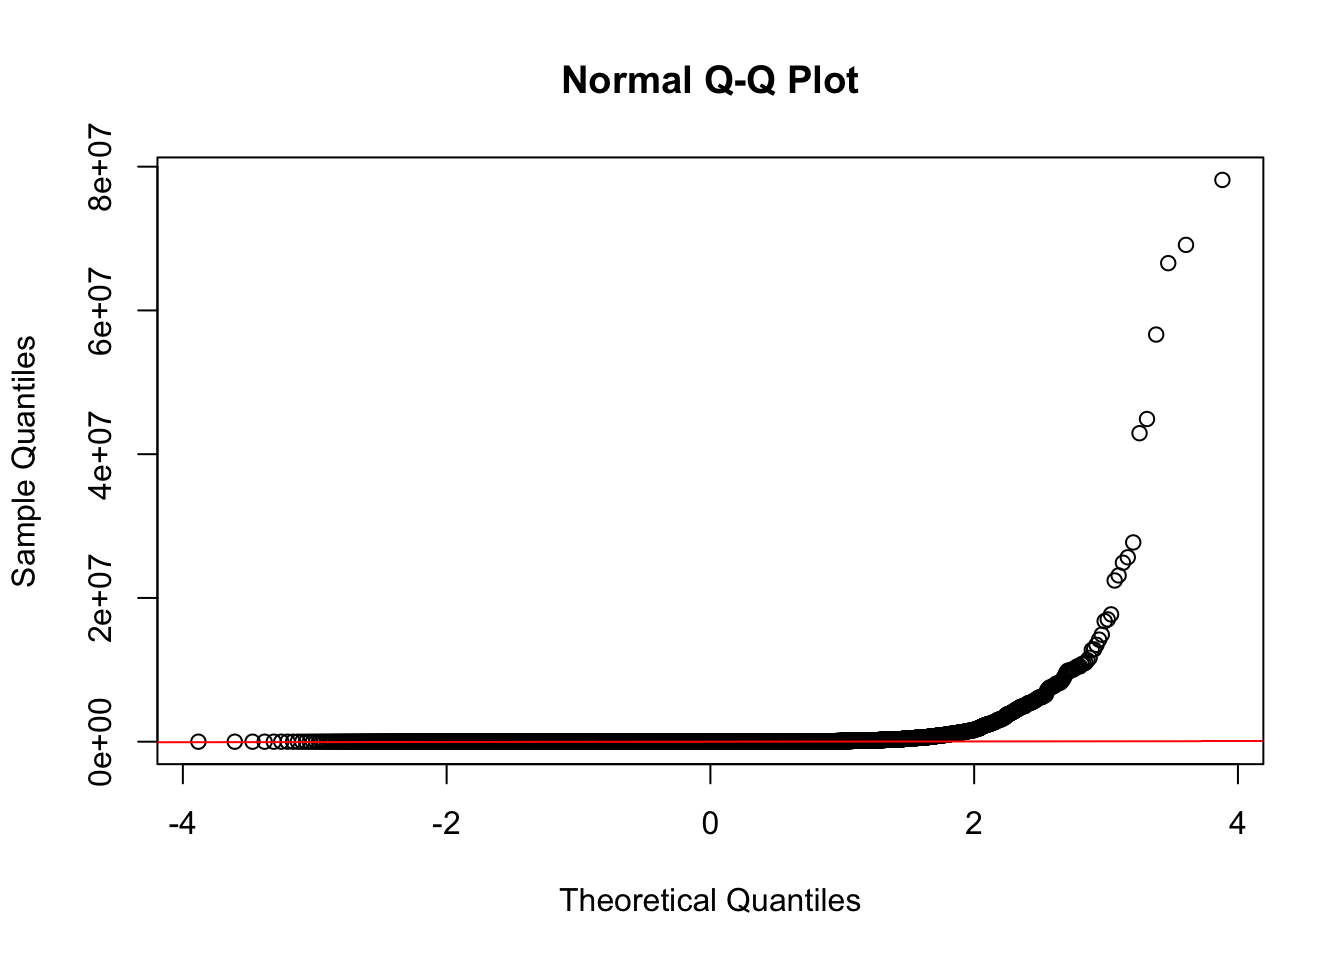 Normal Q-Q Plot
Sample Quantiles
8e+07
6e+07
4e+07
2e+07
0e+00
-4
-2
0
2
4
Theoretical Quantiles